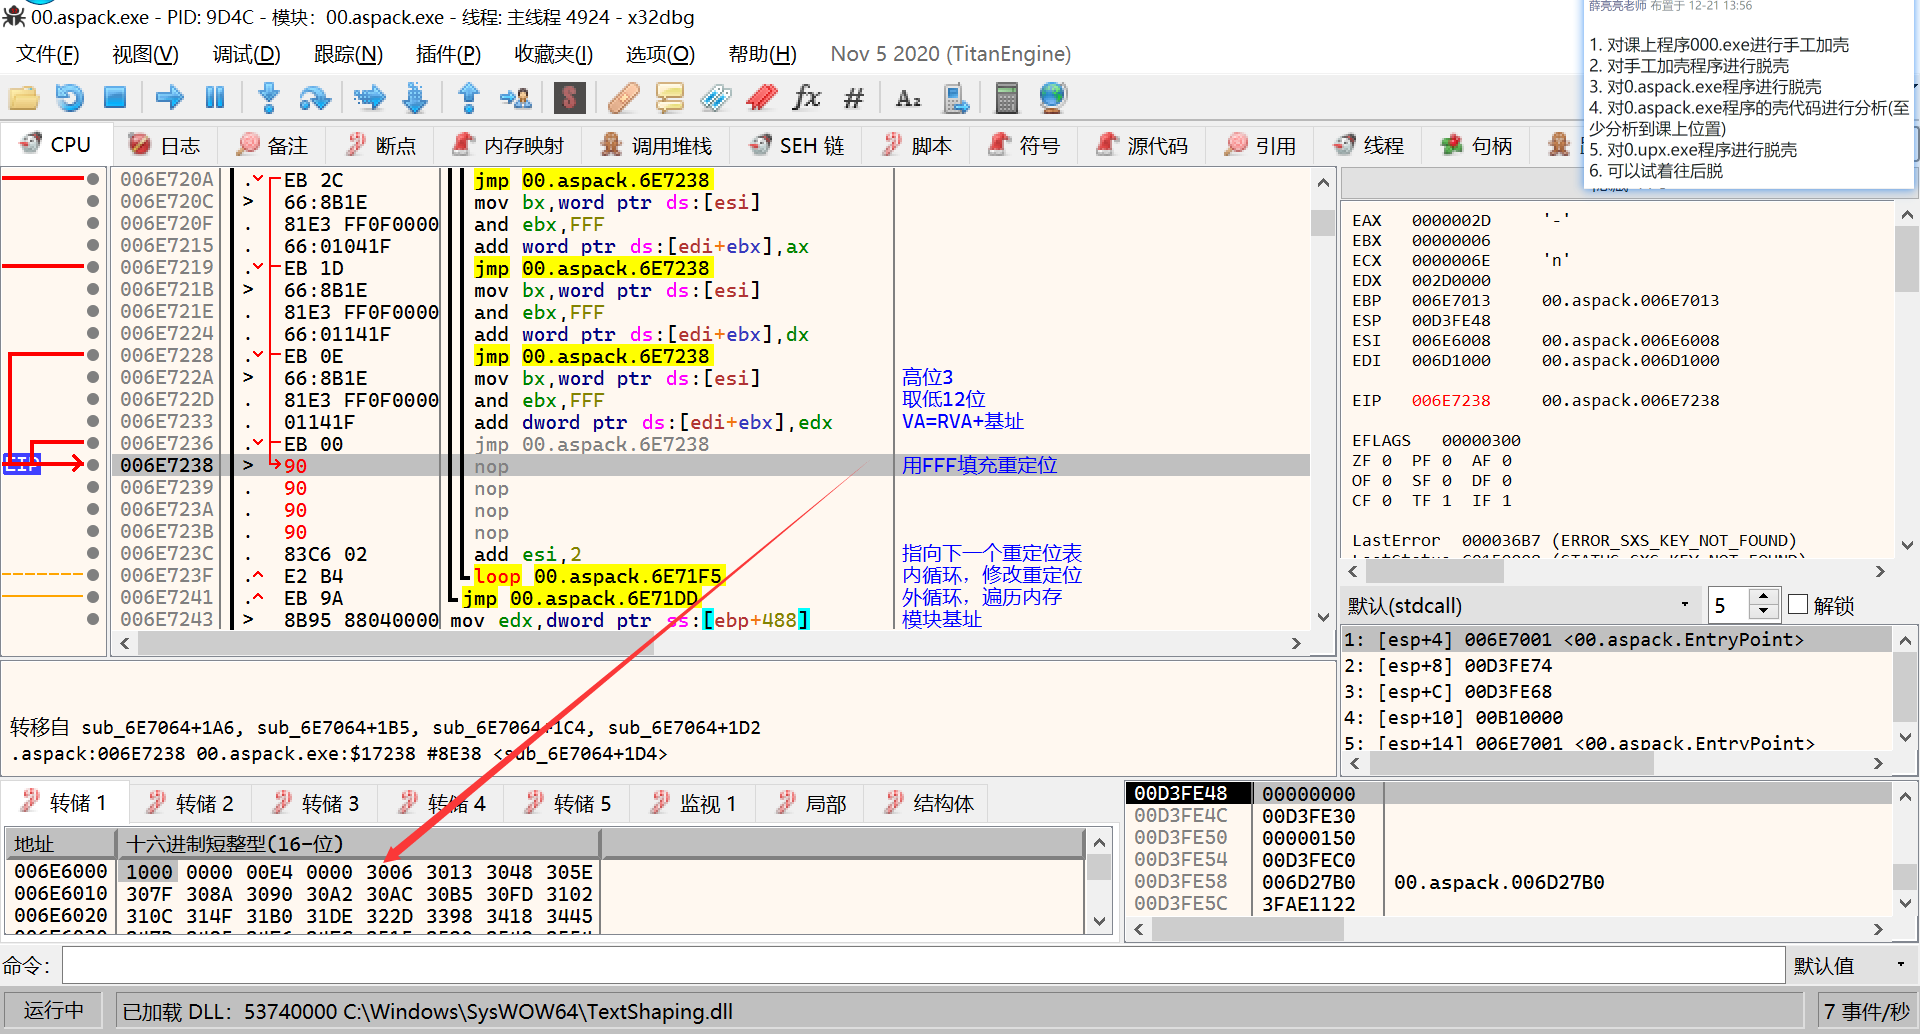 00.aspack.exe - PID: 9D4C - 模块：00.aspack.exe - 线程: 主线程 4924 - x32dbg
薛亮亮老师 布置于 12-21 13:56
1. 对课上程序000.exe进行手工加壳
2. 对手工加壳程序进行脱壳
3. 对0.aspack.exe程序进行脱壳
4. 对0.aspack.exe程序的壳代码进行分析(至
少分析到课上位置)
5. 对0.upx.exe程序进行脱壳
6. 可以试着往后脱
文件(F) 视图(V) 调试(D) 跟踪(N) 插件(P) 收藏夹(I) 选项(O) 帮助(H) Nov 5 2020 (TitanEngine)
CPU 日志 备注 断点 内存映射 调用堆栈 SEH 链 脚本 符号 源代码 引用 线程 句柄
006E720A . EB 2C jmp 00.aspack.6E7238
006E720C > 66:8B1E mov bx,word ptr ds:[esi]
006E720F . 81E3 FF0F0000 and ebx,FFF
006E7215 . 66:01041F add word ptr ds:[edi+ebx],ax
006E7219 . EB 1D jmp 00.aspack.6E7238
006E721B > 66:8B1E mov bx,word ptr ds:[esi]
006E721E . 81E3 FF0F0000 and ebx,FFF
006E7224 . 66:01141F add word ptr ds:[edi+ebx],dx
006E7228 . EB 0E jmp 00.aspack.6E7238
006E722A > 66:8B1E mov bx,word ptr ds:[esi] 高位3
006E722D . 81E3 FF0F0000 and ebx,FFF 取低12位
006E7233 . 01141F add dword ptr ds:[edi+ebx],edx VA=RVA+基址
006E7236 . EB 00 jmp 00.aspack.6E7238
006E7238 > 90 nop 用FFF填充重定位
006E7239 . 90 nop
006E723A . 90 nop
006E723B . 90 nop
006E723C . 83C6 02 add esi,2 指向下一个重定位表
006E723F .^ E2 B4 loop 00.aspack.6E71F5 内循环，修改重定位
006E7241 .^ EB 9A jmp 00.aspack.6E71DD 外循环，遍历内存
006E7243 > 8B95 88040000 mov edx,dword ptr ss:[ebp+488] 模块基址
EAX 0000002D '-'
EBX 00000006
ECX 0000006E 'n'
EDX 002D0000
EBP 006E7013 00.aspack.006E7013
ESP 00D3FE48
ESI 006E6008 00.aspack.006E6008
EDI 006D1000 00.aspack.006D1000
EIP 006E7238 00.aspack.006E7238
EFLAGS 00000300
ZF 0 PF 0 AF 0
OF 0 SF 0 DF 0
CF 0 TF 1 IF 1
LastError 000036B7 (ERROR_SXS_KEY_NOT_FOUND)
默认(stdcall) 5 解锁
1: [esp+4] 006E7001 <00.aspack.EntryPoint>
2: [esp+8] 00D3FE74
3: [esp+C] 00D3FE68
4: [esp+10] 00B10000
5: [esp+14] 006E7001 <00.aspack.EntryPoint>
转移自 sub_6E7064+1A6, sub_6E7064+1B5, sub_6E7064+1C4, sub_6E7064+1D2
.aspack:006E7238 00.aspack.exe:$17238 #8E38 <sub_6E7064+1D4>
转储 1 转储 2 转储 3 转储 4 转储 5 监视 1 局部 结构体
地址 十六进制短整型(16-位)
006E6000 1000 0000 00E4 0000 3006 3013 3048 305E
006E6010 307F 308A 3090 30A2 30AC 30B5 30FD 3102
006E6020 310C 314F 31B0 31DE 322D 3398 3418 3445
00D3FE48 00000000
00D3FE4C 00D3FE30
00D3FE50 00000150
00D3FE54 00D3FEC0
00D3FE58 006D27B0 00.aspack.006D27B0
00D3FE5C 3FAE1122
命令： 默认值
运行中 已加载 DLL：53740000 C:\Windows\SysWOW64\TextShaping.dll 7 事件/秒